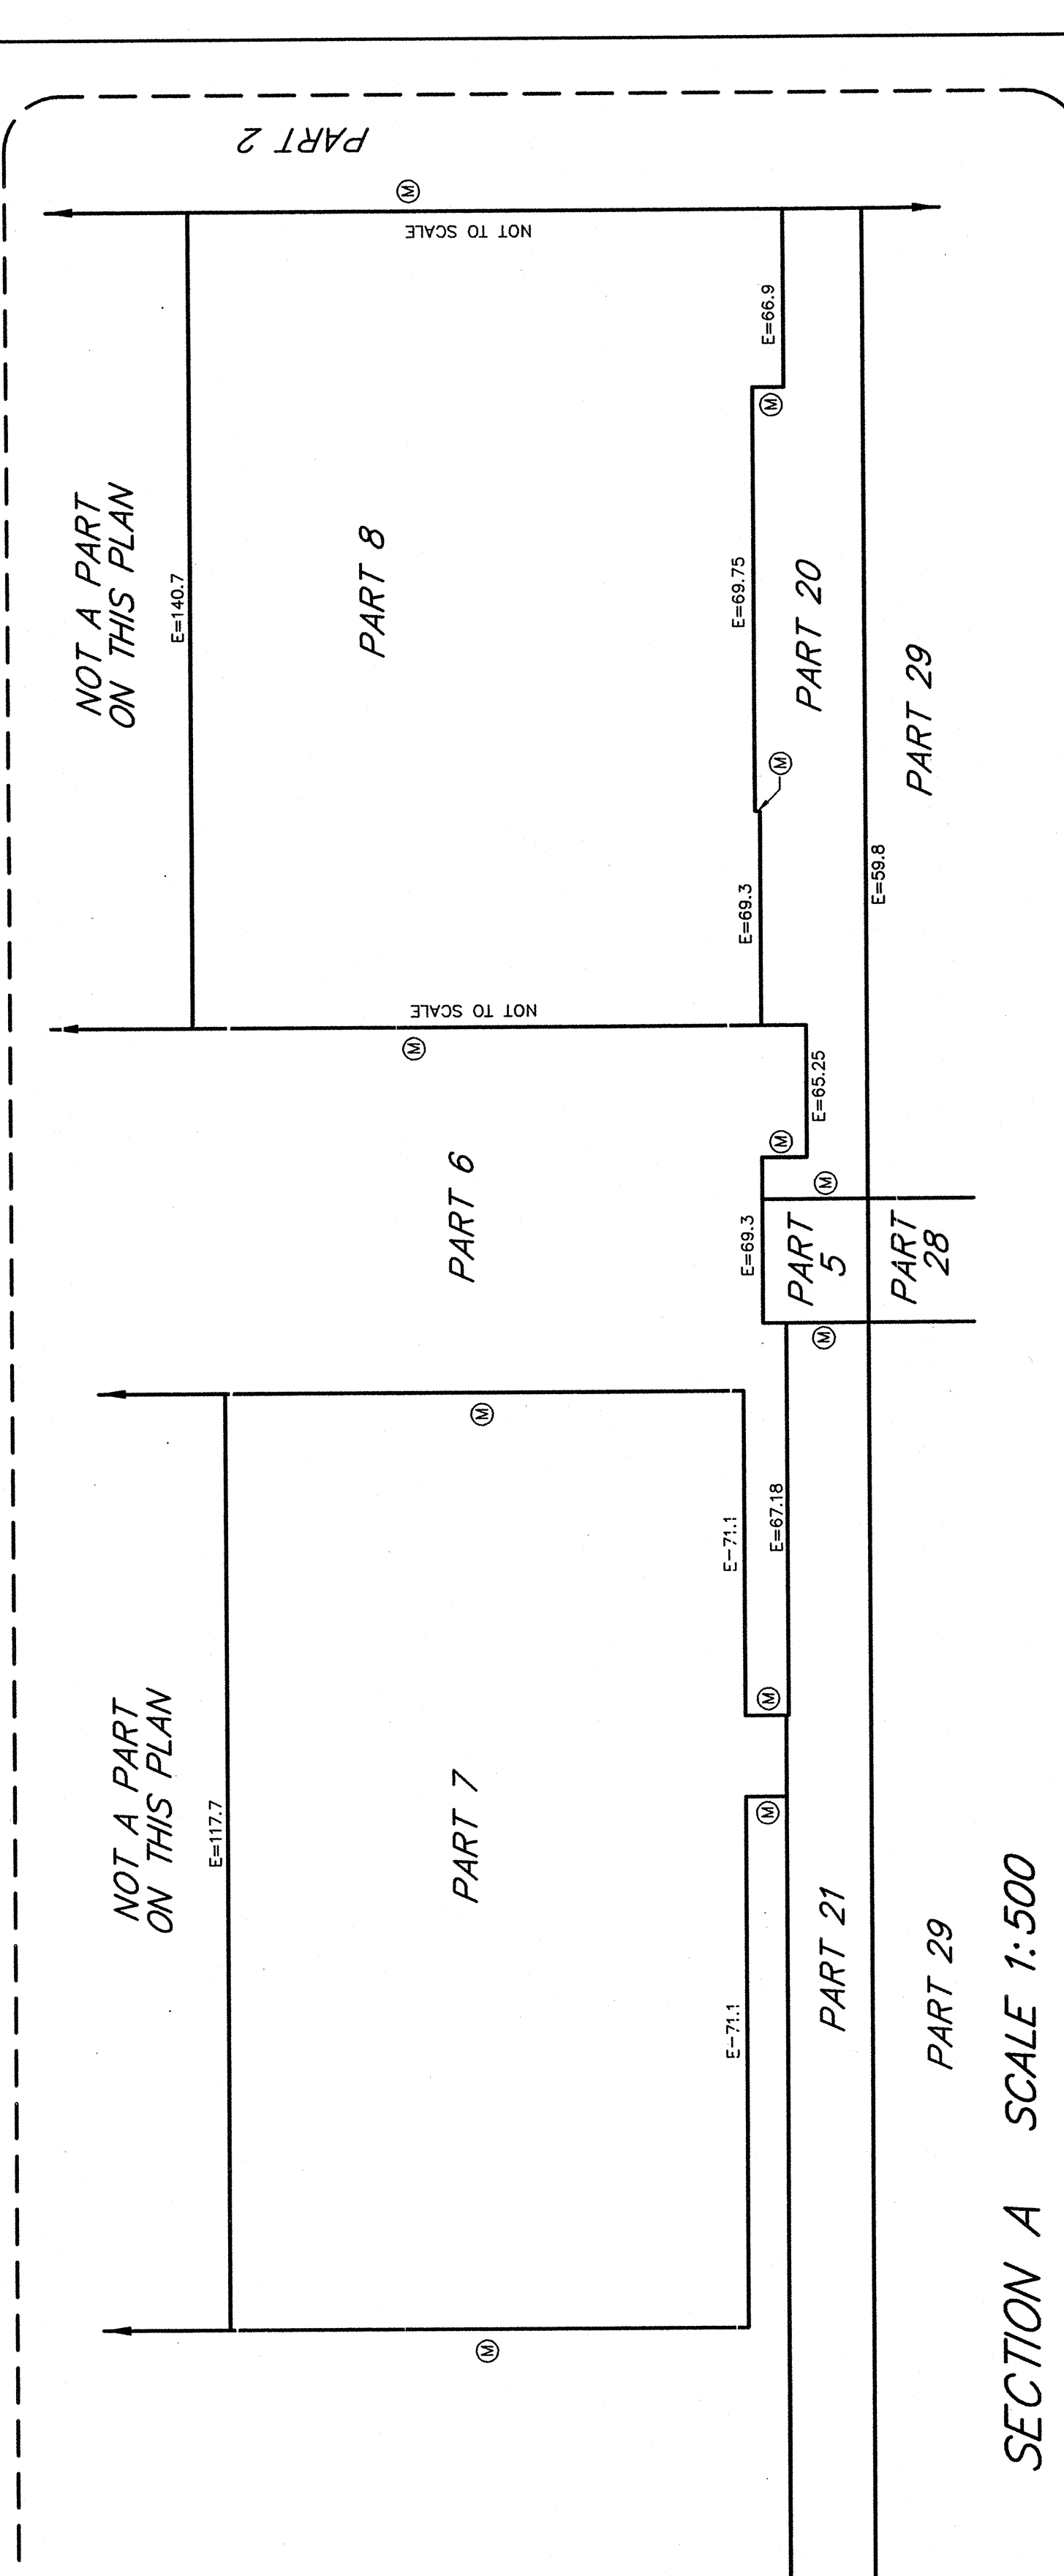 PART 2
NOT A PART
ON THIS PLAN
E=140.7
M
NOT TO SCALE
PART 8
E=66.9
M
E=69.75
M
E=69.3
PART 20
E=59.8
PART 29
NOT TO SCALE
M
PART 6
E=65.25
M
M
E=69.3
PART
5
PART
28
M
NOT A PART
ON THIS PLAN
E=117.7
M
PART 7
E-71.1
E=67.18
M
M
E-71.1
PART 21
PART 29
M
SECTION A SCALE 1:500